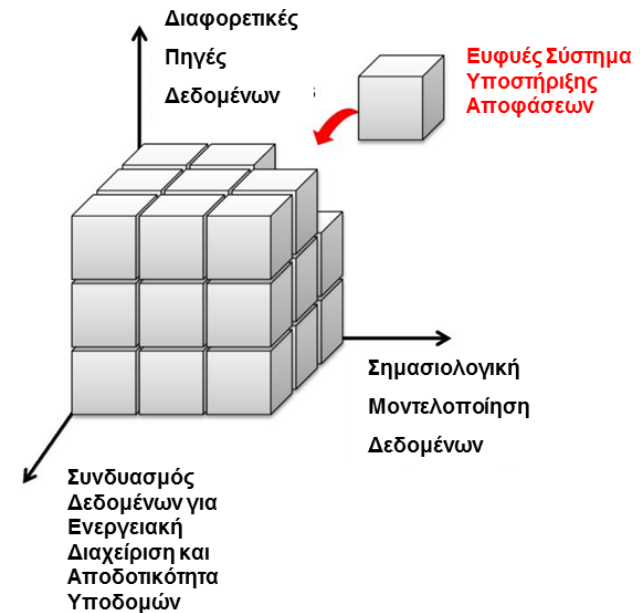 Διαφορετικές
Πηγές
Δεδομένων
Ευφυές Σύστημα
Υποστήριξης
Αποφάσεων
Σημασιολογική
Μοντελοποίηση
Δεδομένων
Συνδυασμός
Δεδομένων για
Ενεργειακή
Διαχείριση και
Αποδοτικότητα
Υποδομών